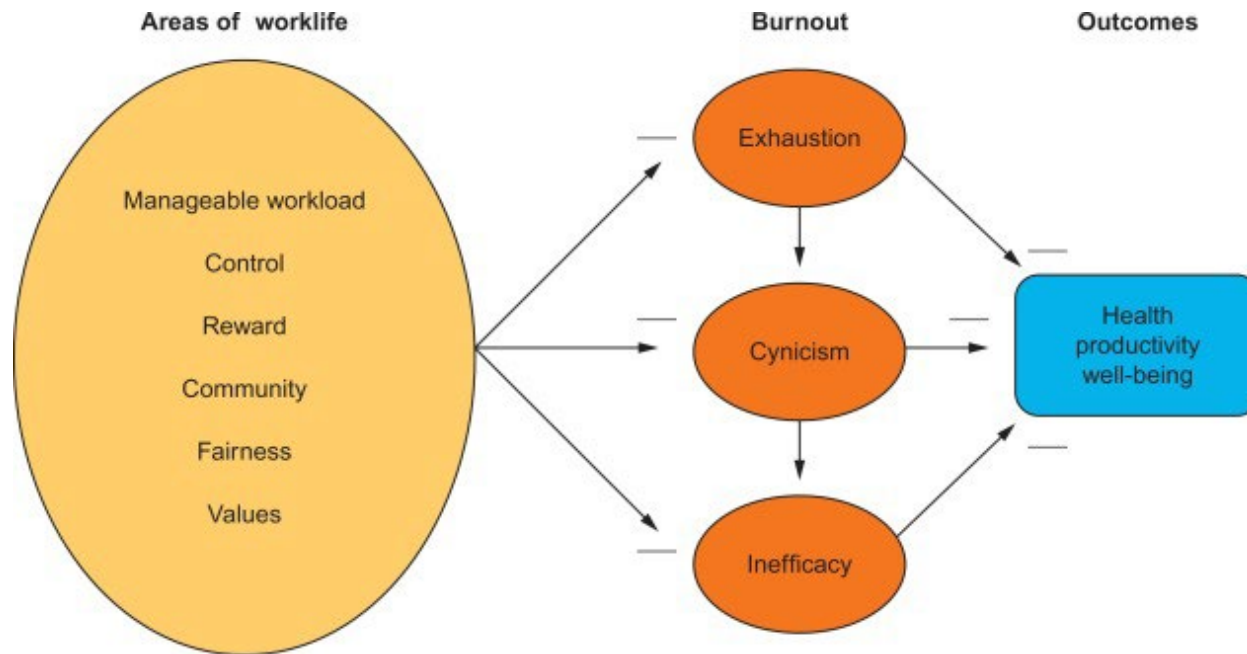 Areas of worklife
Burnout
Outcomes
Manageable workload
Control
Reward
Community
Fairness
Values
Exhaustion
Cynicism
Inefficacy
Health
productivity
well-being